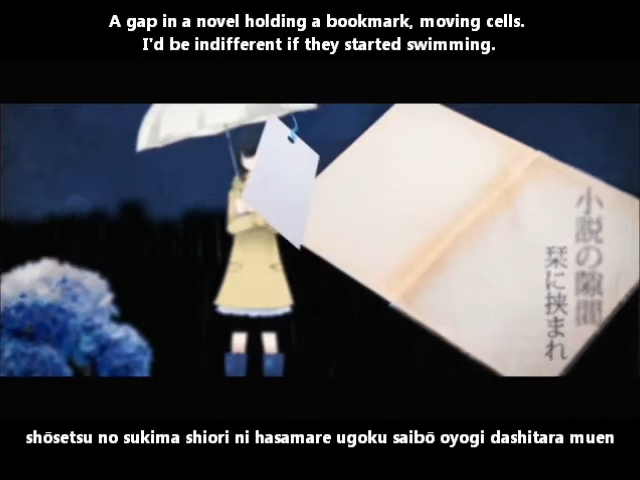 A gap in a novel holding a bookmark, moving cells.
I'd be indifferent if they started swimming.
小説の隙間
栞に挟まれ
shōsetsu no sukima shiori ni hasamare ugoku saibō oyogi dashitara muen